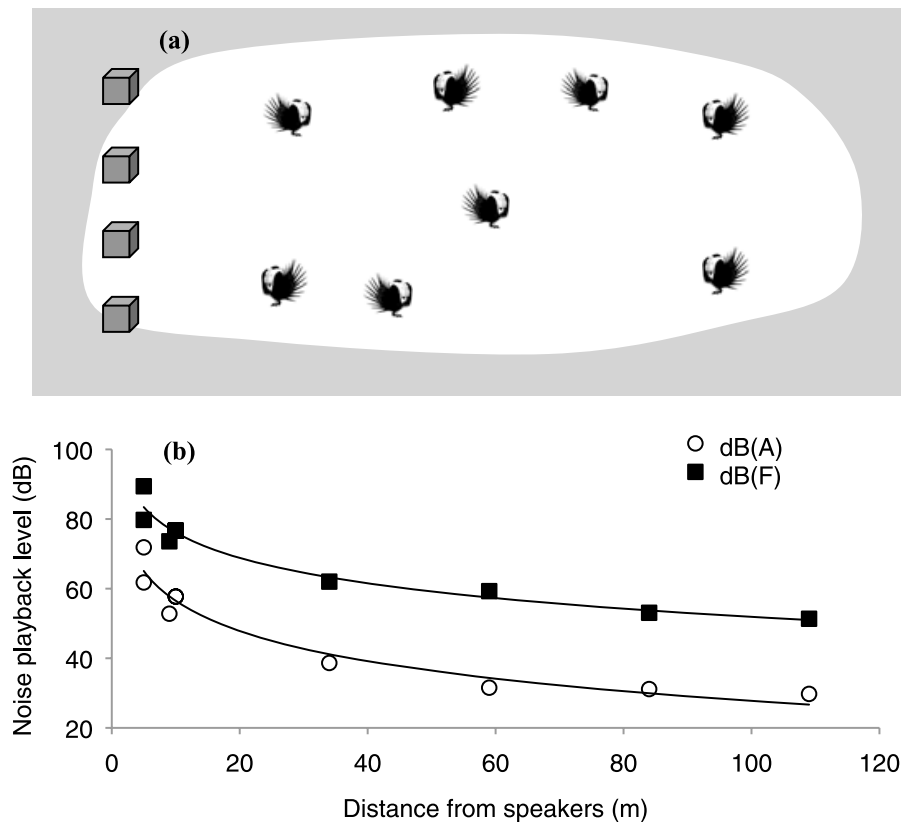 (a)
(b)
dB(A)
dB(F)
Noise playback level (dB)
100
80
60
40
20
0 20 40 60 80 100 120
Distance from speakers (m)